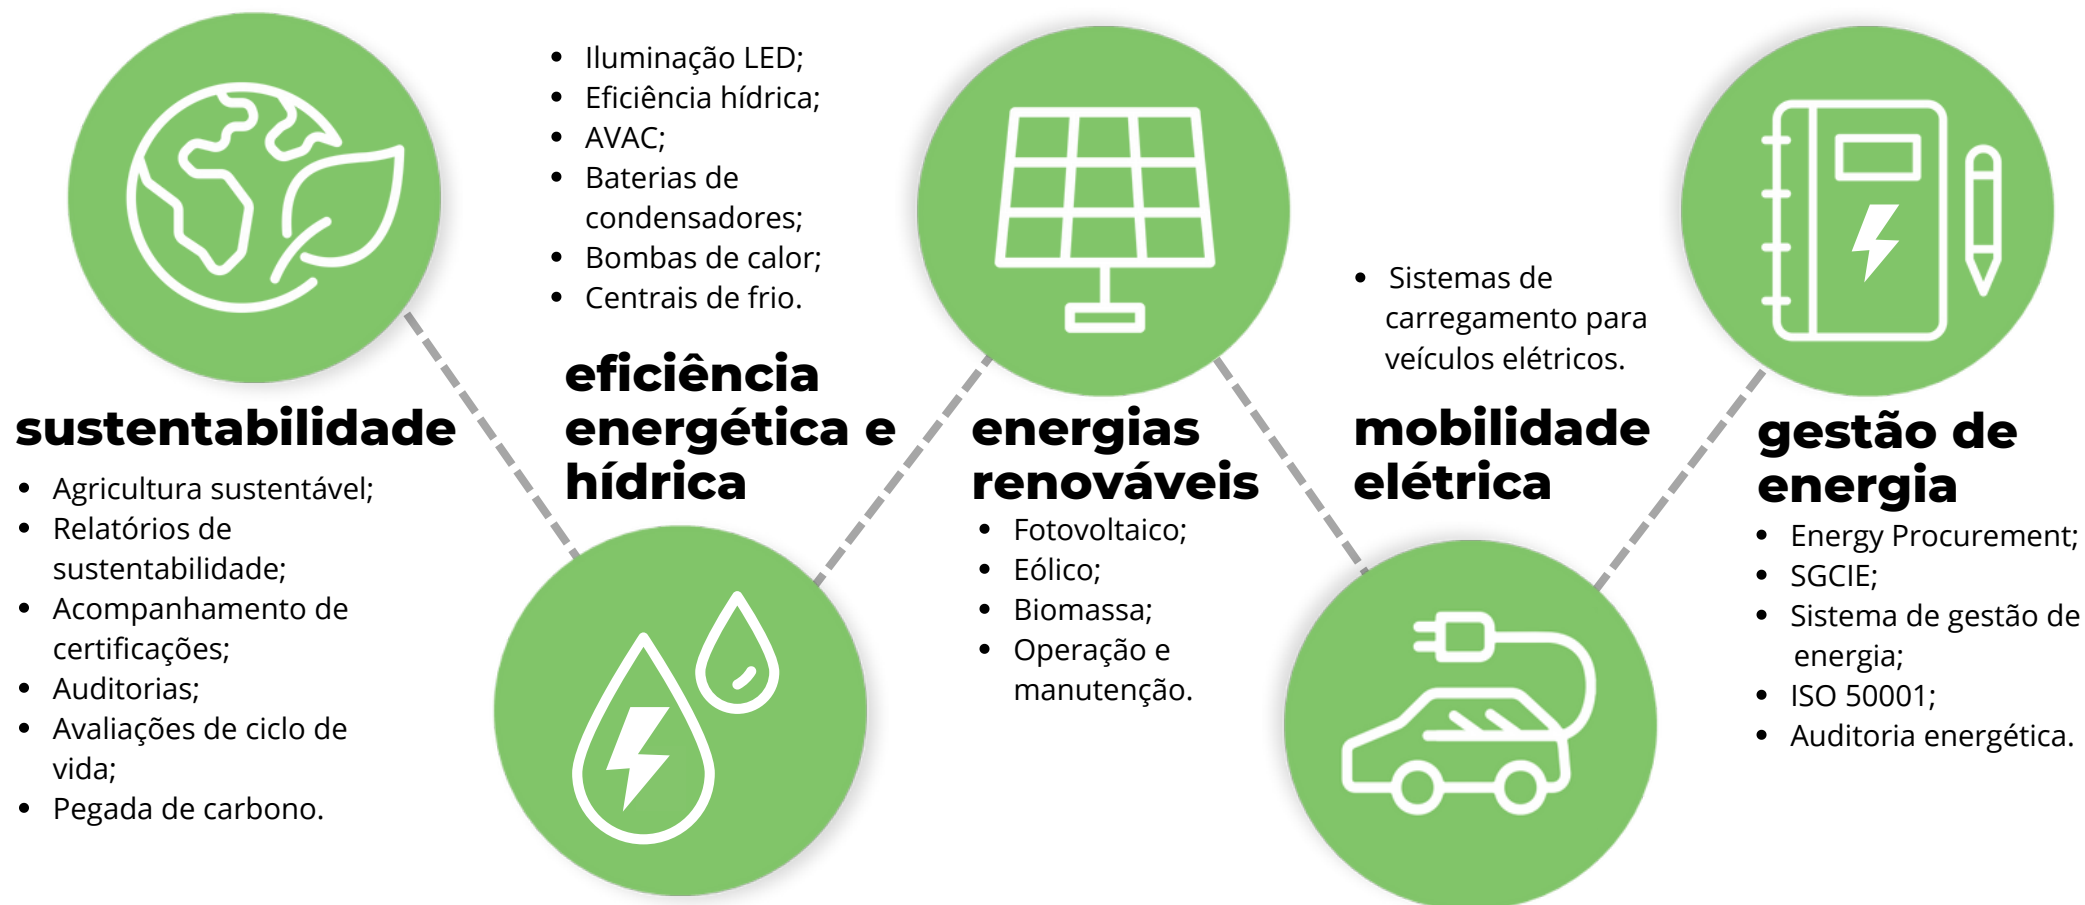 sustentabilidade
• Agricultura sustentável;
• Relatórios de
sustentabilidade;
• Acompanhamento de
certificações;
• Auditorias;
• Avaliações de ciclo de
vida;
• Pegada de carbono.
• Iluminação LED;
• Eficiência hídrica;
• AVAC;
• Baterias de
condensadores;
• Bombas de calor;
• Centrais de frio.
eficiência
energética e
hídrica
energias
renováveis
• Fotovoltaico;
• Eólico;
• Biomassa;
• Operação e
manutenção.
• Sistemas de
carregamento para
veículos elétricos.
mobilidade
elétrica
gestão de
energia
• Energy Procurement;
• SGCIE;
• Sistema de gestão de
energia;
• ISO 50001;
• Auditoria energética.